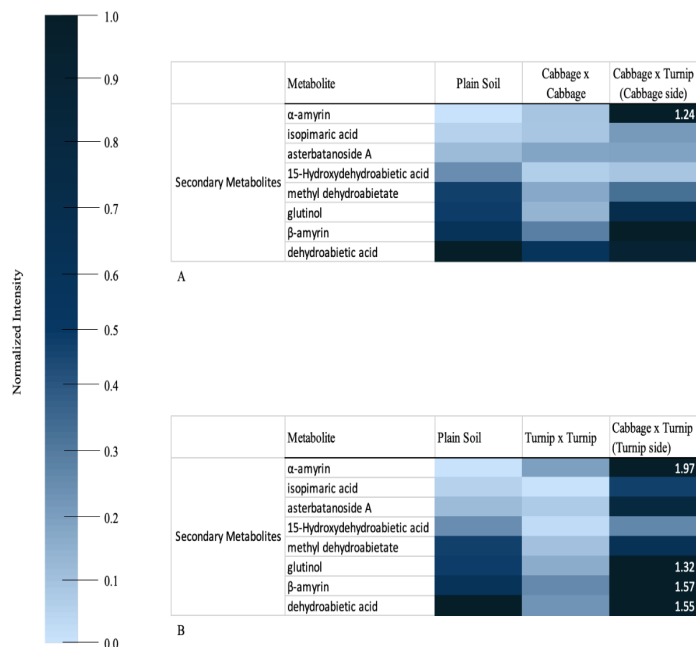 1.0
0.9
0.8
0.7
0.6
0.5
0.4
0.3
0.2
0.1
0.0
Normalized Intensity
Metabolite Plain Soil Cabbage x Cabbage Cabbage x Turnip (Cabbage side)
Secondary Metabolites
α-amyrin 1.24
isopimaric acid
asterbatanoside A
15-Hydroxydehydroabietic acid
methyl dehydroabietate
glutinol
β-amyrin
dehydroabietic acid
A
Metabolite Plain Soil Turnip x Turnip Cabbage x Turnip (Turnip side)
Secondary Metabolites
α-amyrin 1.97
isopimaric acid
asterbatanoside A
15-Hydroxydehydroabietic acid
methyl dehydroabietate
glutinol 1.32
β-amyrin 1.57
dehydroabietic acid 1.55
B